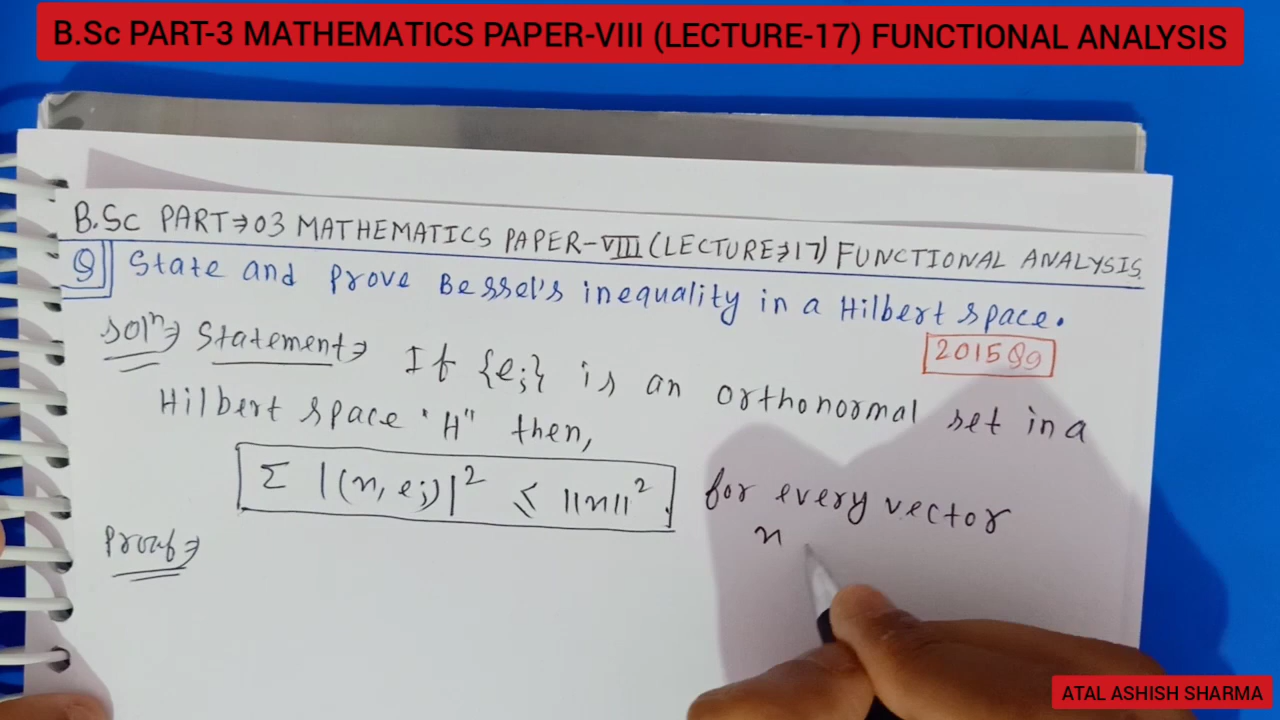 B.Sc PART-3 MATHEMATICS PAPER-VIII (LECTURE-17) FUNCTIONAL ANALYSIS
B.Sc PART⇒03 MATHEMATICS PAPER-VIII (LECTURE⇒17) FUNCTIONAL ANALYSIS
Q State and Prove Bessel's inequality in a Hilbert space.
2015 Q9
Solⁿ⇒ Statement⇒ If {ei} is an orthonormal set in a
Hilbert space "H" then,
Σ |(x, ei)|² ≤ ||x||². for every vector
x
Proof⇒
ATAL ASHISH SHARMA